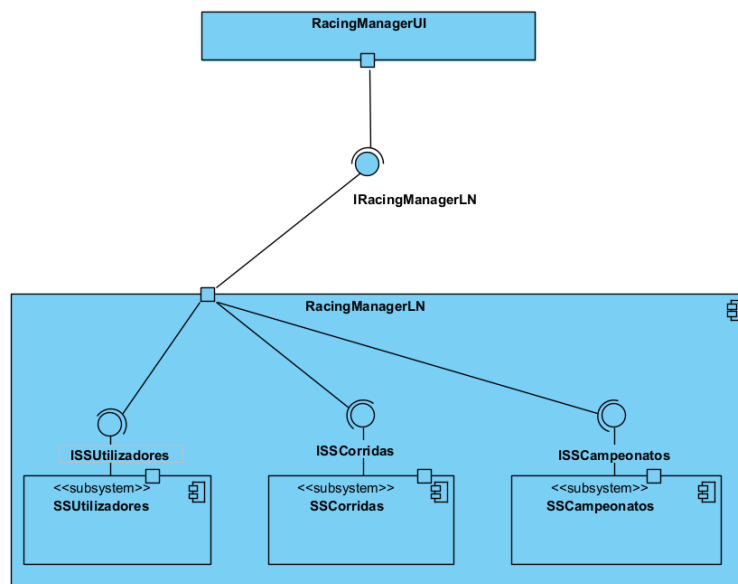 RacingManagerUI
IRacingManagerLN
RacingManagerLN
ISSUtilizadores
ISSCorridas
ISSCampeonatos
<<subsystem>>
SSUtilizadores
<<subsystem>>
SSCorridas
<<subsystem>>
SSCampeonatos